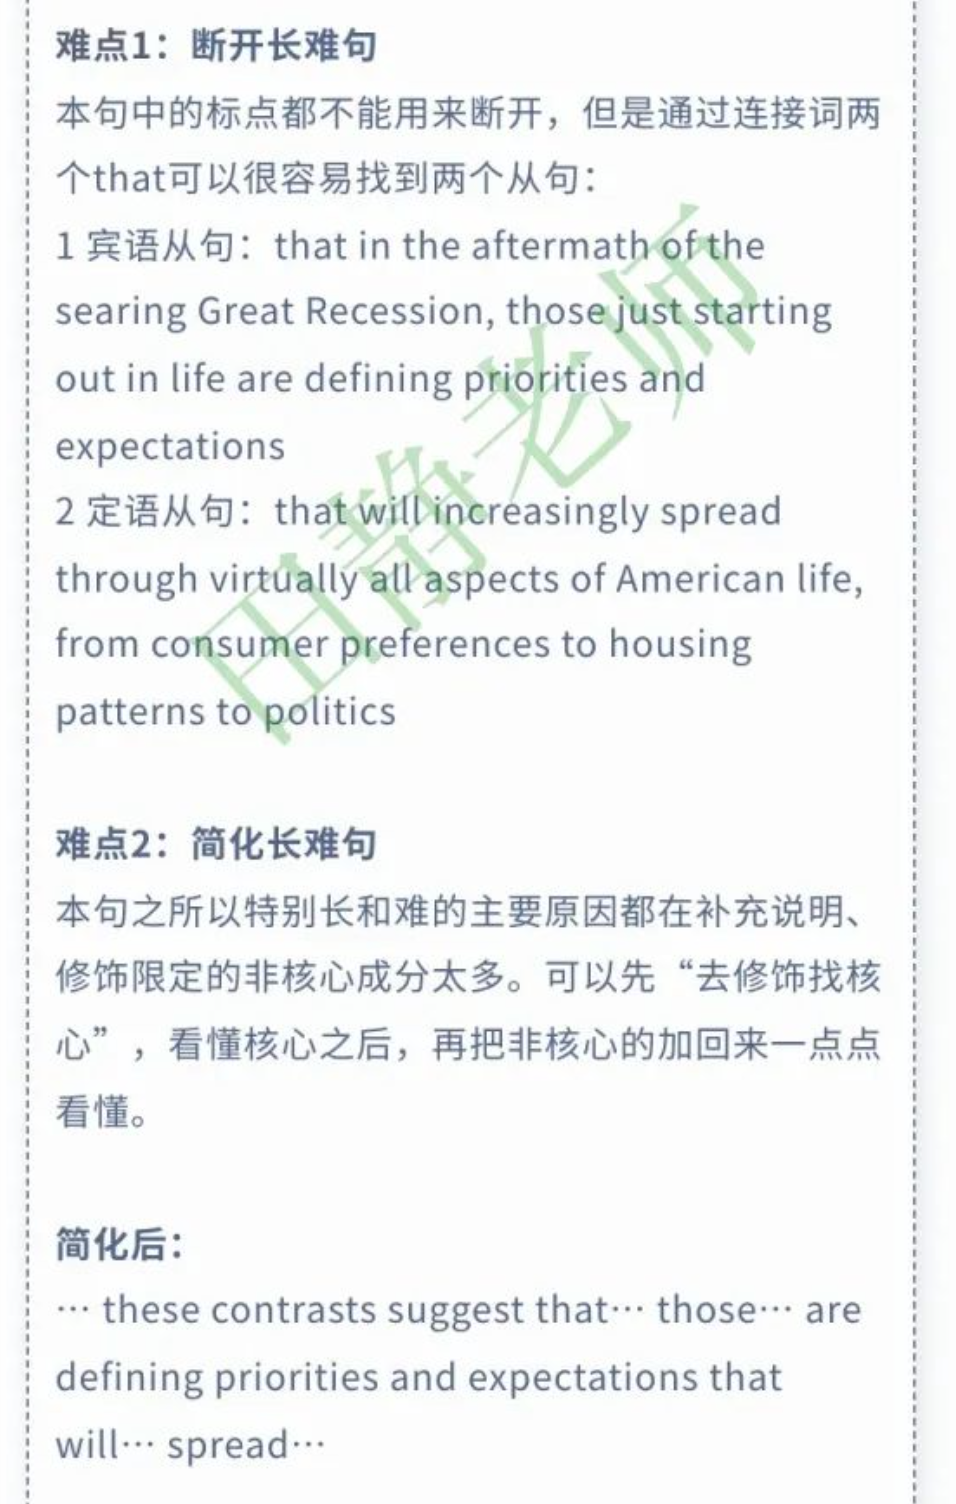 难点1：断开长难句
本句中的标点都不能用来断开，但是通过连接词两
个that可以很容易找到两个从句：
1 宾语从句：that in the aftermath of the
searing Great Recession, those just starting
out in life are defining priorities and
expectations
2 定语从句：that will increasingly spread
through virtually all aspects of American life,
from consumer preferences to housing
patterns to politics
田静老师
难点2：简化长难句
本句之所以特别长和难的主要原因都在补充说明、
修饰限定的非核心成分太多。可以先“去修饰找核
心”，看懂核心之后，再把非核心的加回来一点点
看懂。
简化后：
··· these contrasts suggest that··· those··· are
defining priorities and expectations that
will··· spread···